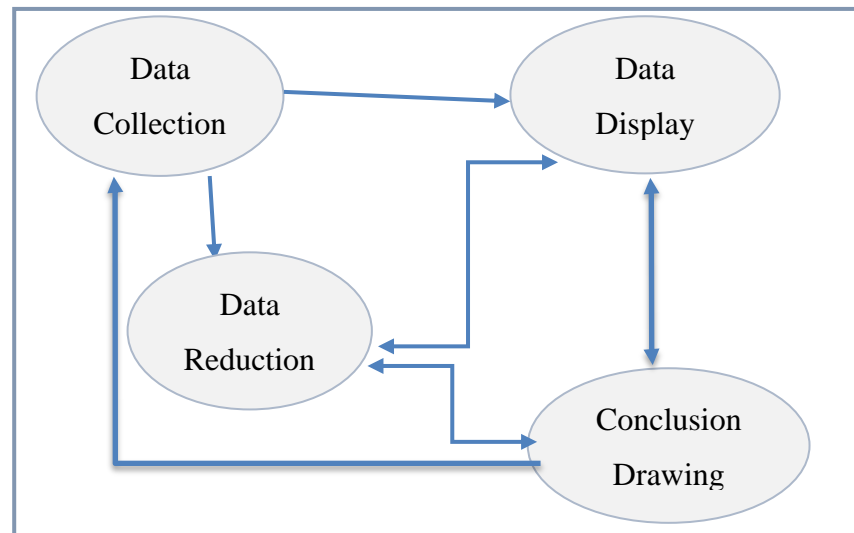 Data
Collection
Data
Display
Data
Reduction
Conclusion
Drawing